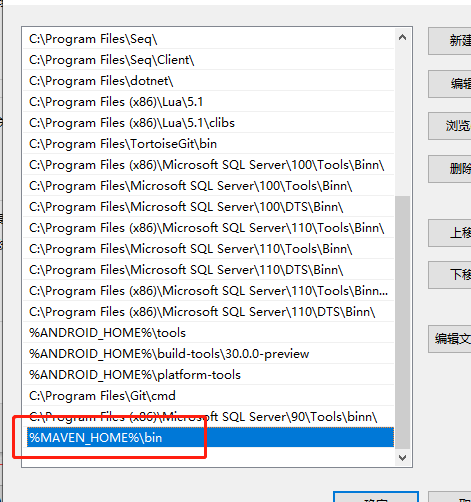 C:\Program Files\Seq\
新建
C:\Program Files\Seq\Client\
C:\Program Files\dotnet\
编辑
C:\Program Files (x86)\Lua\5.1
C:\Program Files (x86)\Lua\5.1\clibs
浏览
C:\Program Files\TortoiseGit\bin
C:\Program Files (x86)\Microsoft SQL Server\100\Tools\Binn\
删除
C:\Program Files\Microsoft SQL Server\100\Tools\Binn\
C:\Program Files\Microsoft SQL Server\100\DTS\Binn\
C:\Program Files (x86)\Microsoft SQL Server\110\Tools\Binn\
上移
C:\Program Files\Microsoft SQL Server\110\Tools\Binn\
C:\Program Files\Microsoft SQL Server\110\DTS\Binn\
下移
C:\Program Files (x86)\Microsoft SQL Server\110\Tools\Binn...
C:\Program Files (x86)\Microsoft SQL Server\110\DTS\Binn\
%ANDROID_HOME%\tools
编辑文
%ANDROID_HOME%\build-tools\30.0.0-preview
%ANDROID_HOME%\platform-tools
C:\Program Files\Git\cmd
C:\Program Files (x86)\Microsoft SQL Server\90\Tools\binn\
%MAVEN_HOME%\bin